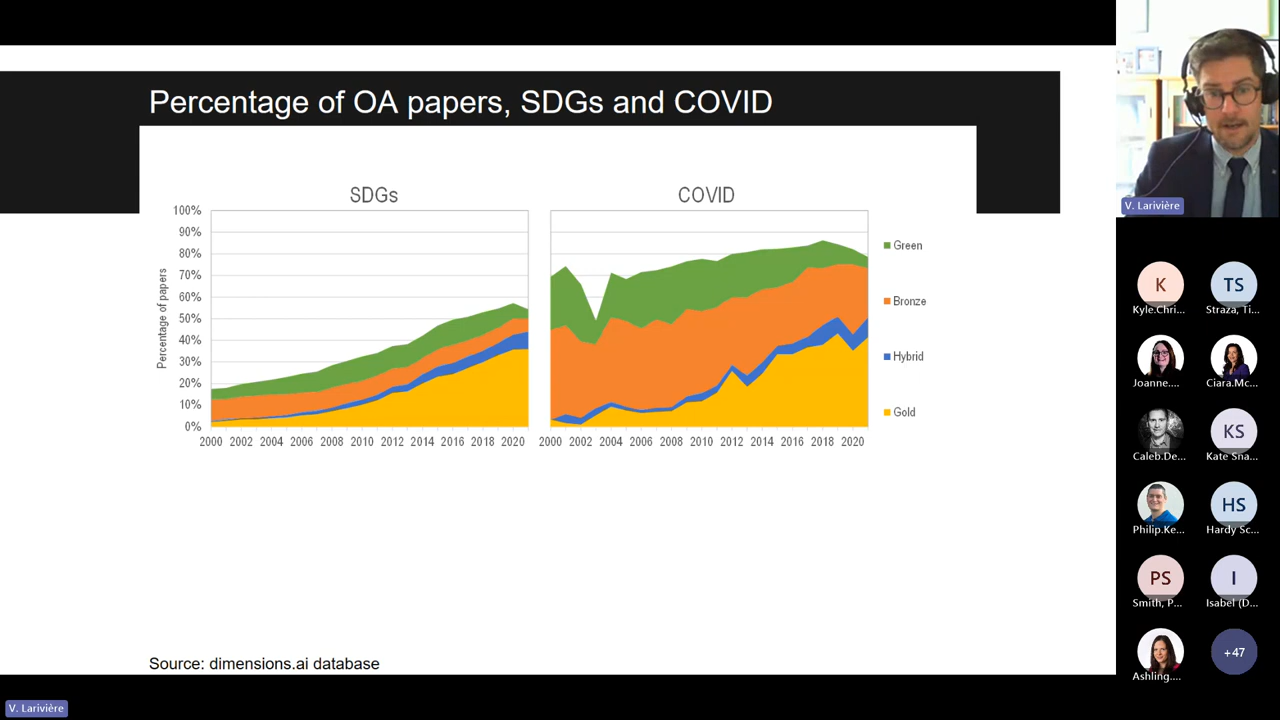 Percentage of OA papers, SDGs and COVID
SDGs
COVID
Percentage of papers
100%
90%
80%
70%
60%
50%
40%
30%
20%
10%
0%
2000 2002 2004 2006 2008 2010 2012 2014 2016 2018 2020
2000 2002 2004 2006 2008 2010 2012 2014 2016 2018 2020
Green
Bronze
Hybrid
Gold
Source: dimensions.ai database
V. Larivière
V. Larivière
K
Kyle.Chri...
TS
Straza, Ti...
Joanne....
Ciara.Mc...
Caleb.De...
KS
Kate Sna...
Philip.Ke...
HS
Hardy Sc...
PS
Smith, P...
I
Isabel (D...
Ashling....
+47